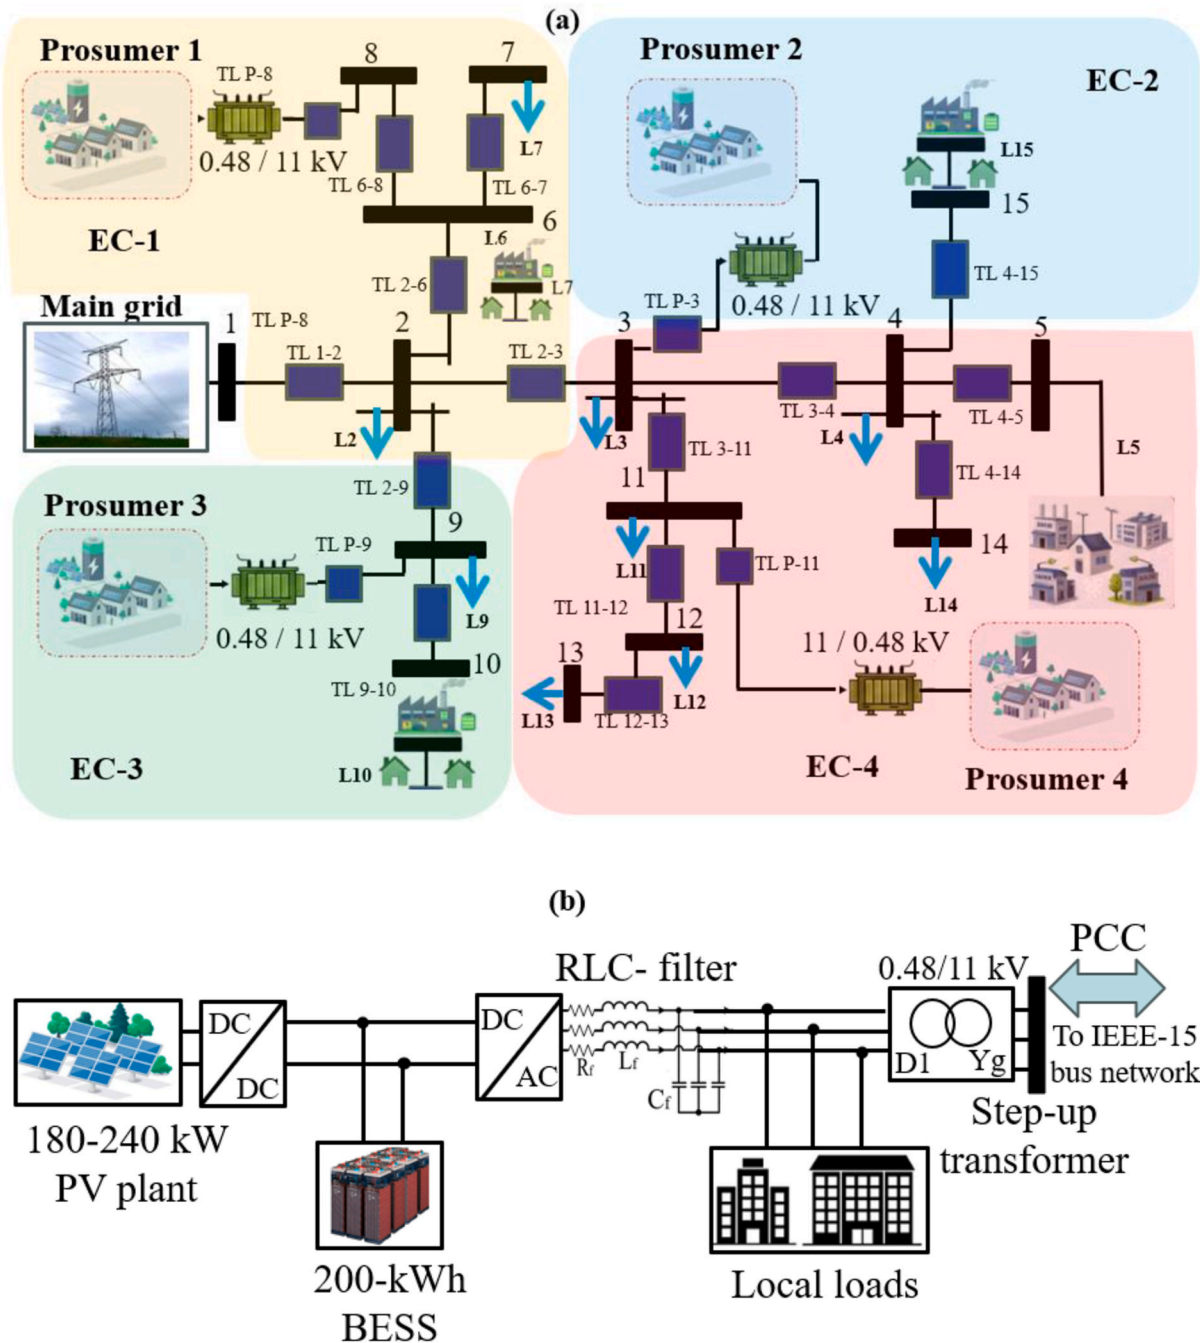 (a)
Prosumer 1
TL P-8
0.48 / 11 kV
8
7
L7
TL 6-8
TL 6-7
6
EC-1
L6
L7
TL 2-6
Prosumer 2
EC-2
L15
15
TL 4-15
0.48 / 11 kV
TL P-3
Main grid
1
TL P-8
TL 1-2
2
TL 2-3
3
4
5
L2
L3
TL 3-4
L4
TL 4-5
L5
TL 3-11
11
TL 4-14
14
L14
TL 2-9
Prosumer 3
9
TL P-9
0.48 / 11 kV
L9
10
TL 9-10
L10
EC-3
L11
TL P-11
TL 11-12
12
13
L12
L13
TL 12-13
11 / 0.48 kV
EC-4
Prosumer 4
(b)
RLC- filter
0.48/11 kV
PCC
DC
DC
DC
AC
Rf
Lf
Cf
D1
Yg
To IEEE-15
bus network
Step-up
transformer
180-240 kW
PV plant
200-kWh
BESS
Local loads